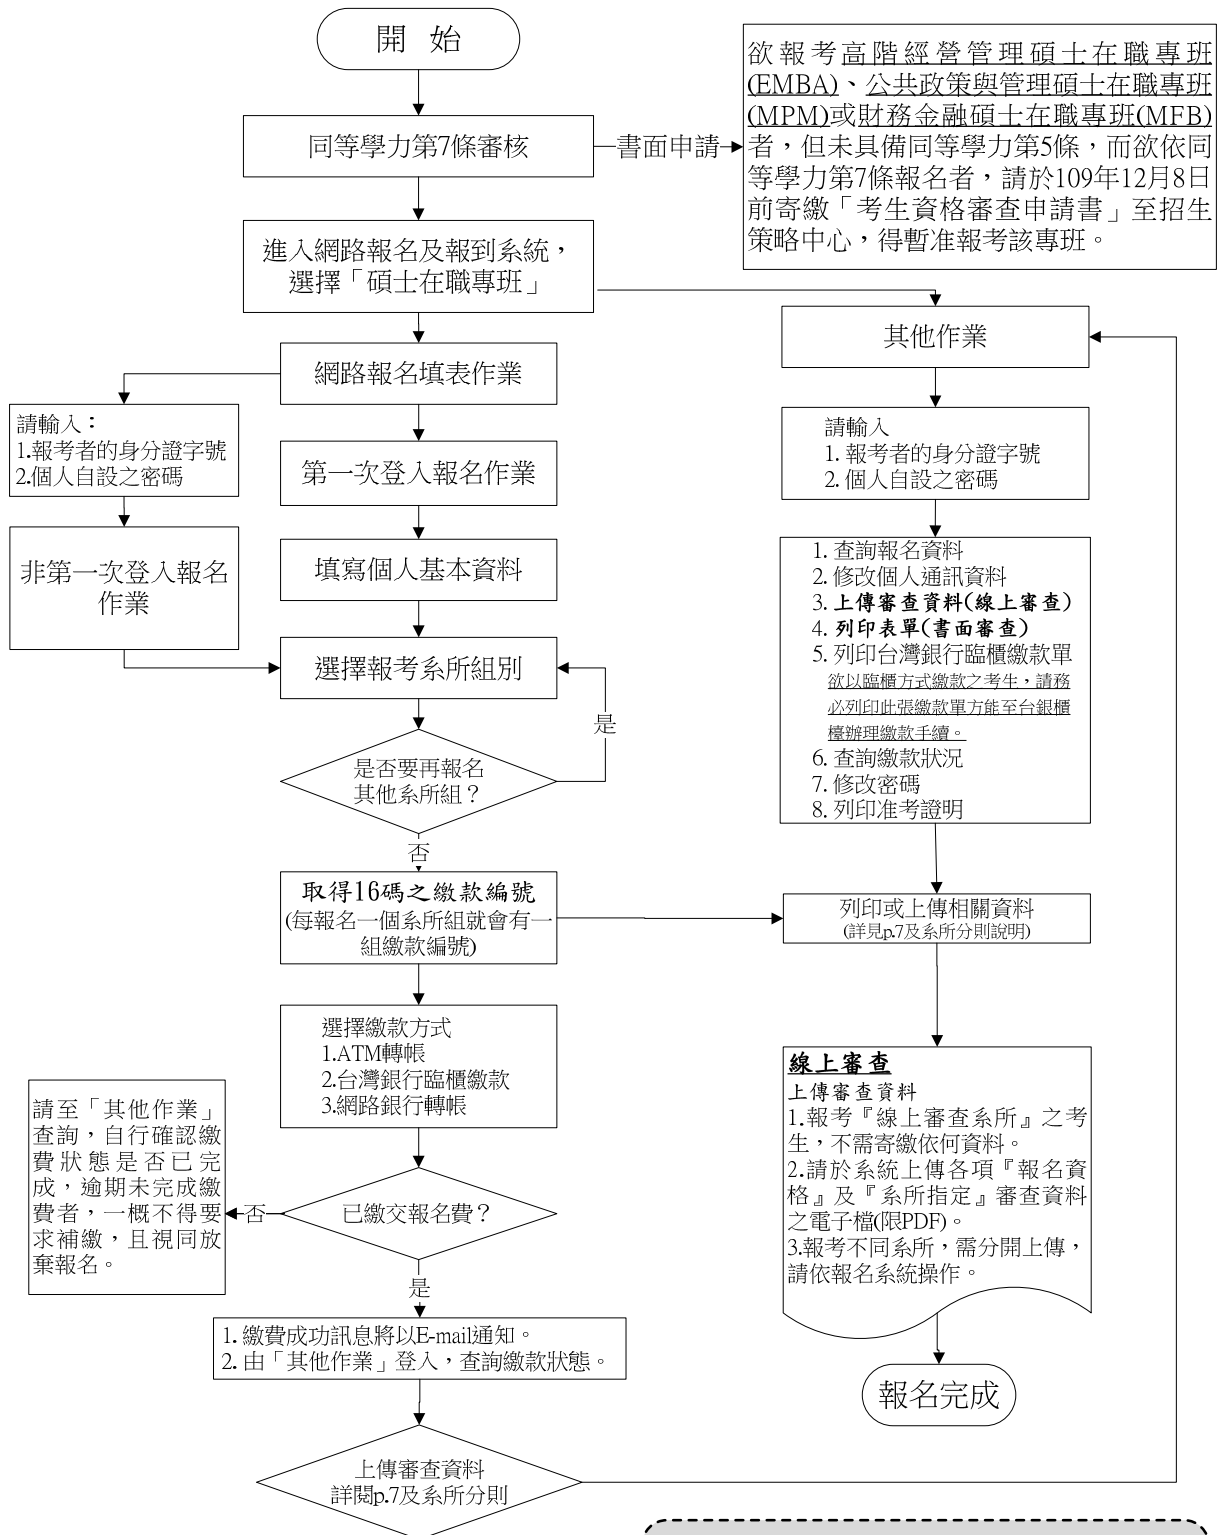 開 始
同等學力第7條審核
書面申請
欲報考高階經營管理碩士在職專班
(EMBA)、公共政策與管理碩士在職專班
(MPM)或財務金融碩士在職專班(MFB)
者，但未具備同等學力第5條，而欲依同
等學力第7條報名者，請於109年12月8日
前寄繳「考生資格審查申請書」至招生
策略中心，得暫准報考該專班。
進入網路報名及報到系統，
選擇「碩士在職專班」
網路報名填表作業
請輸入：
1.報考者的身分證字號
2.個人自設之密碼
非第一次登入報名
作業
第一次登入報名作業
填寫個人基本資料
選擇報考系所組別
是
是否要再報名
其他系所組？
否
取得16碼之繳款編號
(每報名一個系所組就會有一
組繳款編號)
選擇繳款方式
1.ATM轉帳
2.台灣銀行臨櫃繳款
3.網路銀行轉帳
已繳交報名費？
否
請至「其他作業」
查詢，自行確認繳
費狀態是否已完
成，逾期未完成繳
費者，一概不得要
求補繳，且視同放
棄報名。
是
1. 繳費成功訊息將以E-mail通知。
2. 由「其他作業」登入，查詢繳款狀態。
上傳審查資料
詳閱p.7及系所分則
其他作業
請輸入
1. 報考者的身分證字號
2. 個人自設之密碼
1. 查詢報名資料
2. 修改個人通訊資料
3. 上傳審查資料(線上審查)
4. 列印表單(書面審查)
5. 列印台灣銀行臨櫃繳款單
欲以臨櫃方式繳款之考生，請務
必列印此張繳款單方能至台銀櫃
檯辦理繳款手續。
6. 查詢繳款狀況
7. 修改密碼
8. 列印准考證明
列印或上傳相關資料
(詳見p.7及系所分則說明)
線上審查
上傳審查資料
1.報考『線上審查系所』之考
生，不需寄繳依何資料。
2.請於系統上傳各項『報名資
格』及『系所指定』審查資料
之電子檔(限PDF)。
3.報考不同系所，需分開上傳，
請依報名系統操作。
報名完成